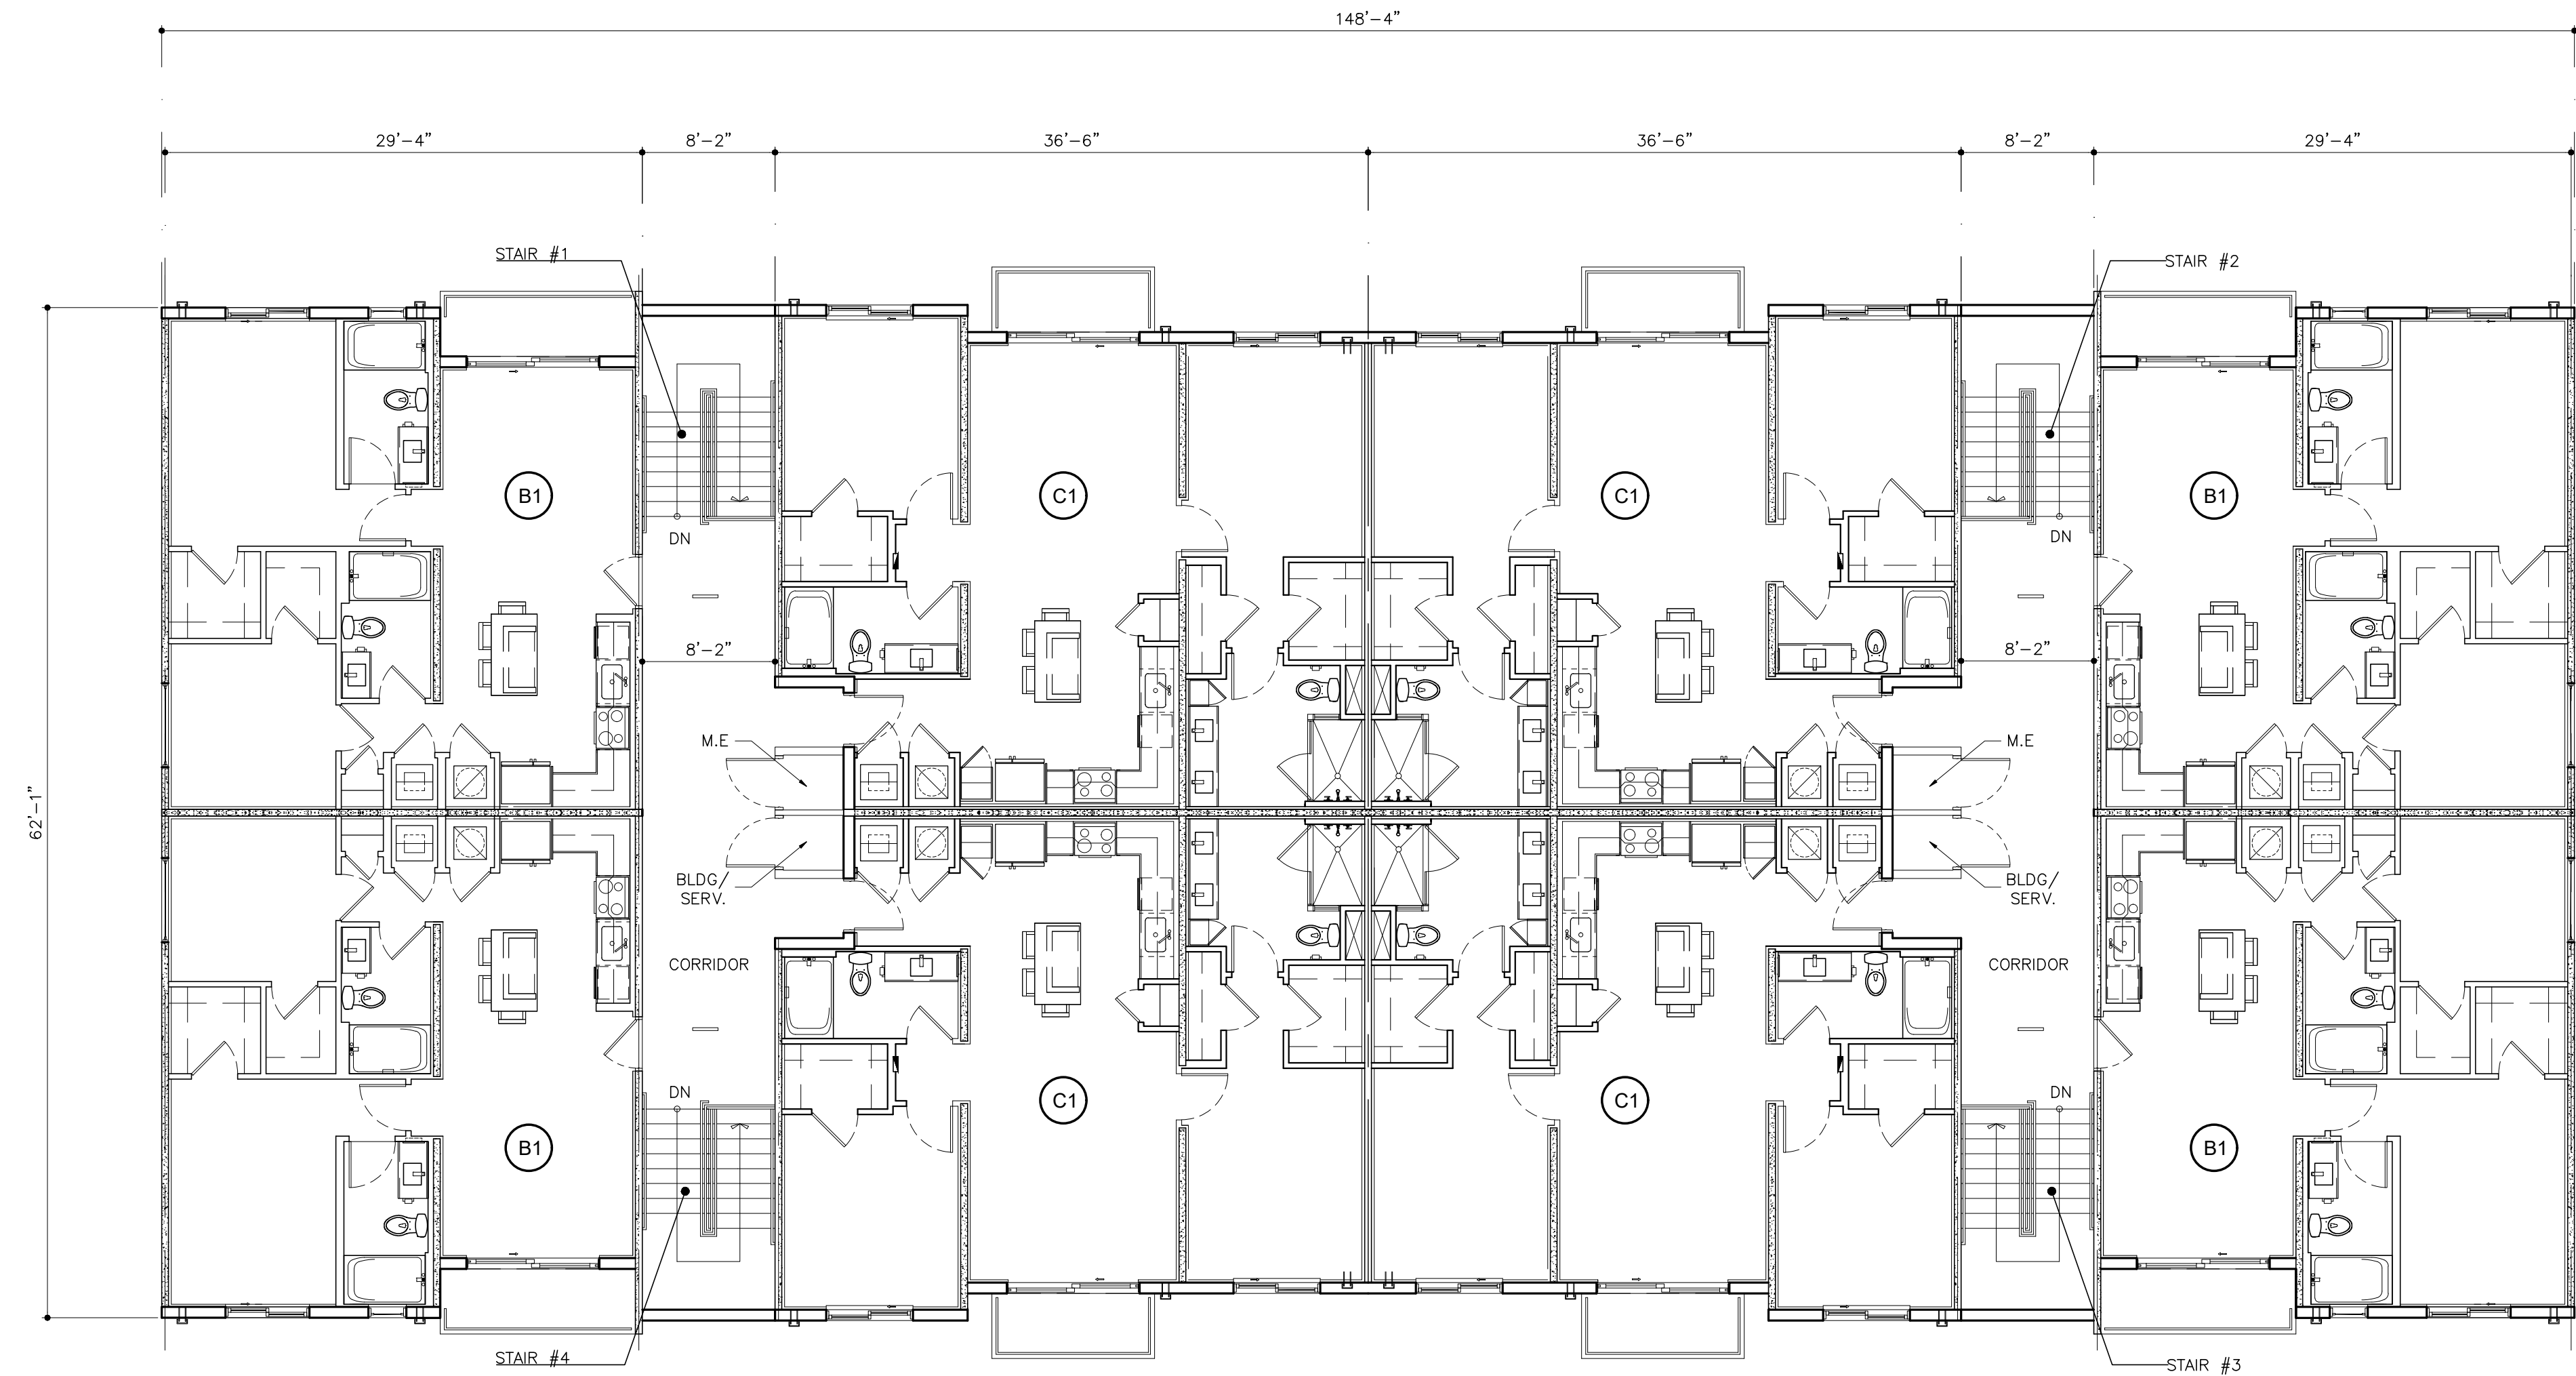 148'-4"
29'-4" 8'-2" 36'-6" 36'-6" 8'-2" 29'-4"
STAIR #1
STAIR #2
B1 C1 C1 B1
DN
DN
8'-2"
8'-2"
M.E
M.E
62'-1"
BLDG/
SERV.
BLDG/
SERV.
CORRIDOR
CORRIDOR
DN
DN
C1 C1
B1 B1
STAIR #4
STAIR #3